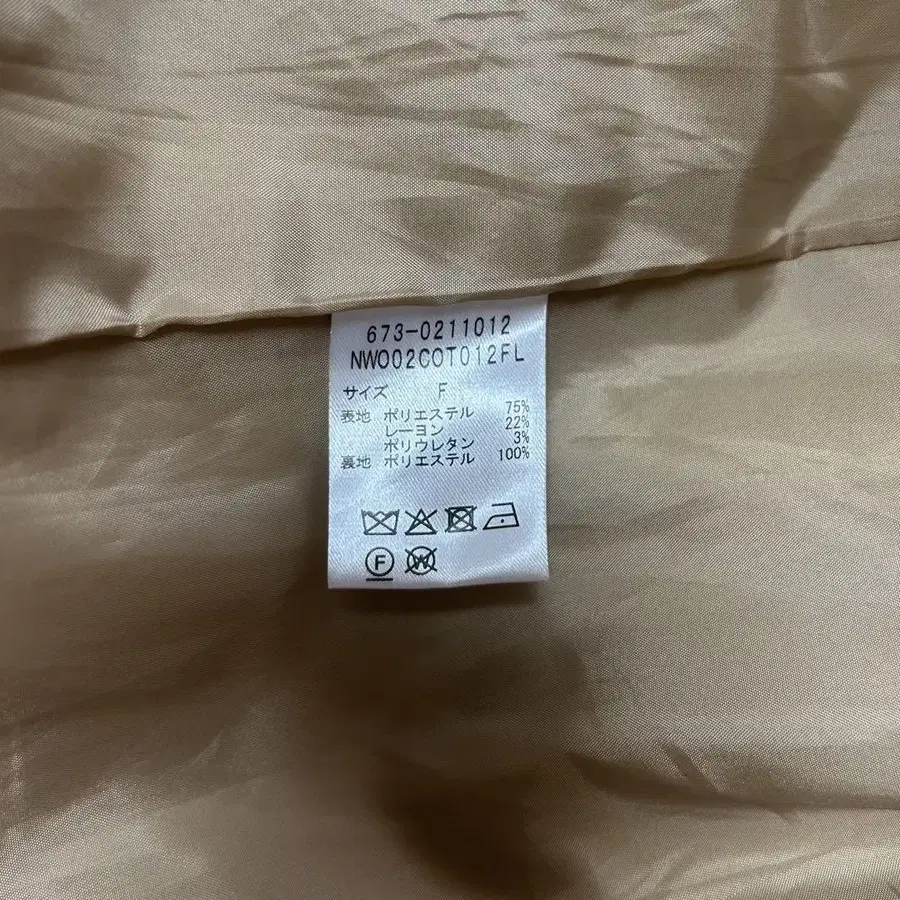 673-0211012
NW002COT012FL
サイズ F
表地 ポリエステル 75%
レーヨン 22%
ポリウレタン 3%
裏地 ポリエステル 100%
F
W